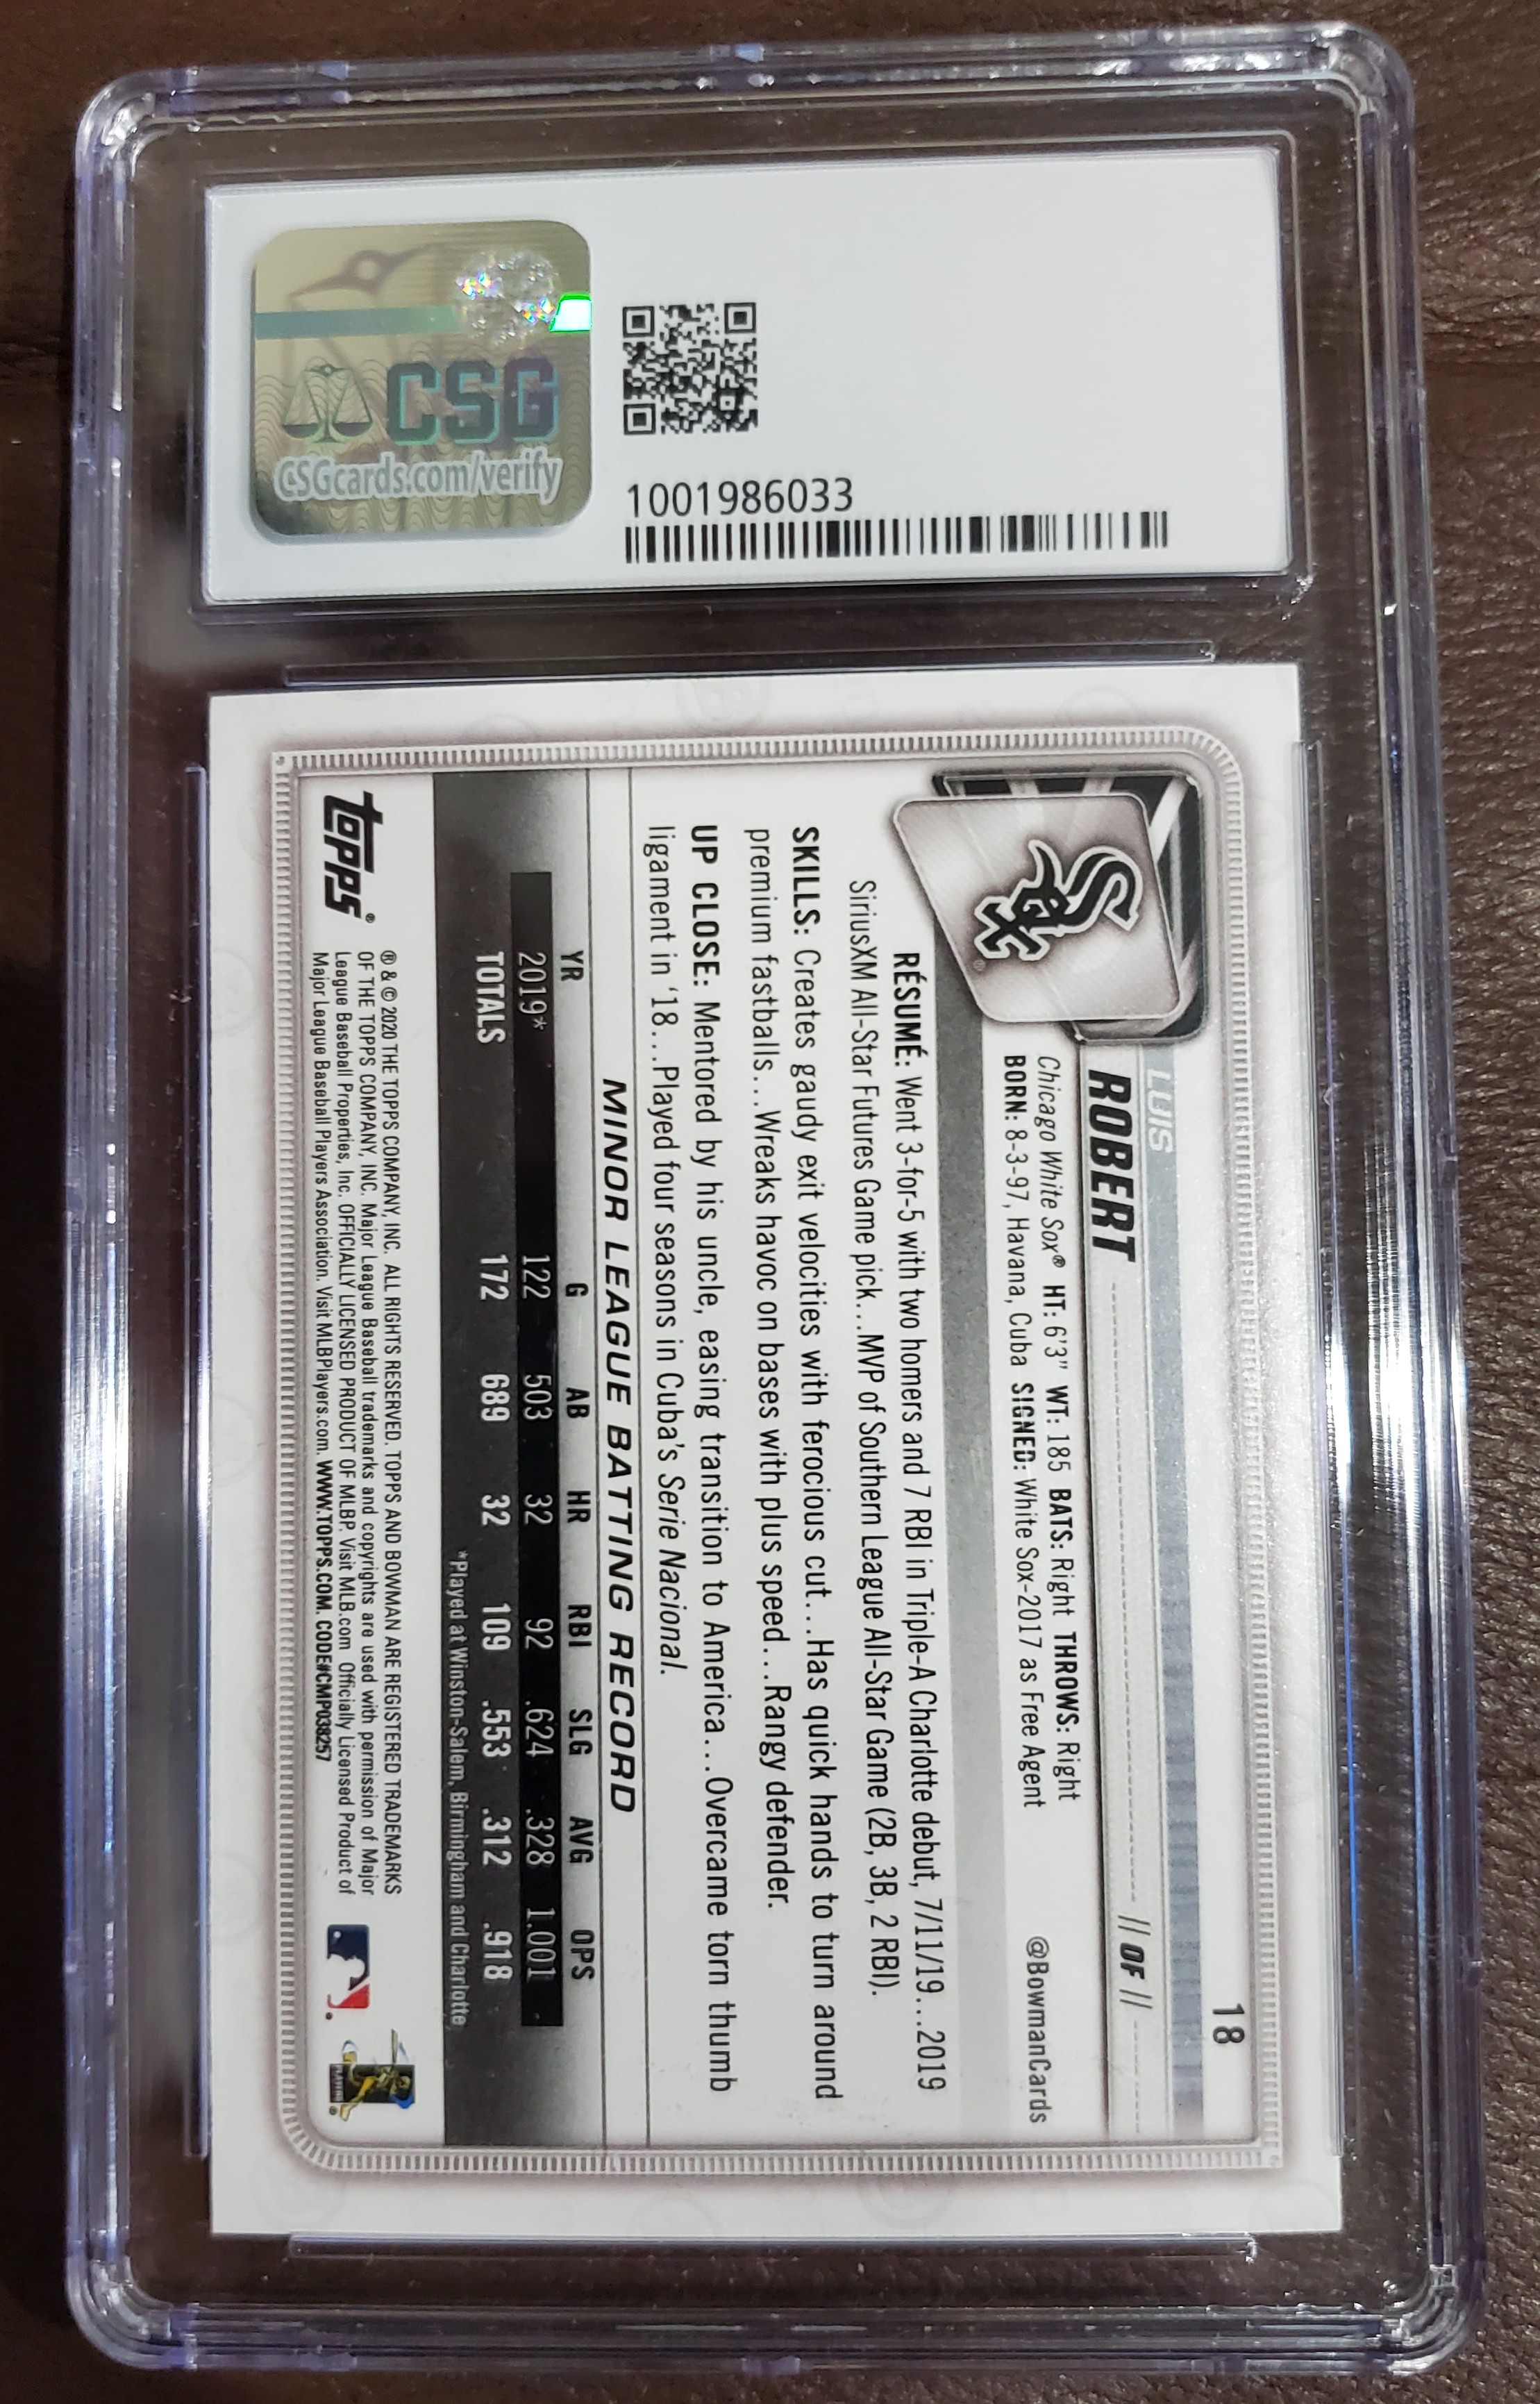 CSG
CSGcards.com/verify
1001986033
18
LUIS
ROBERT
// OF //
Chicago White Sox® HT: 6'3" WT: 185 BATS: Right THROWS: Right
BORN: 8-3-97, Havana, Cuba SIGNED: White Sox-2017 as Free Agent
@BowmanCards
Sox
RÉSUMÉ: Went 3-for-5 with two homers and 7 RBI in Triple-A Charlotte debut, 7/11/19...2019
SiriusXM All-Star Futures Game pick...MVP of Southern League All-Star Game (2B, 3B, 2 RBI).
SKILLS: Creates gaudy exit velocities with ferocious cut...Has quick hands to turn around
premium fastballs...Wreaks havoc on bases with plus speed...Rangy defender.
UP CLOSE: Mentored by his uncle, easing transition to America...Overcame torn thumb
ligament in '18...Played four seasons in Cuba's Serie Nacional.
MINOR LEAGUE BATTING RECORD
YR G AB HR RBI SLG AVG OPS
2019* 122 503 32 92 .624 .328 1.001
TOTALS 172 689 32 109 .553 .312 .918
*Played at Winston-Salem, Birmingham and Charlotte
topps®
® & © 2020 THE TOPPS COMPANY, INC. ALL RIGHTS RESERVED. TOPPS AND BOWMAN ARE REGISTERED TRADEMARKS
OF THE TOPPS COMPANY, INC. Major League Baseball trademarks and copyrights are used with permission of Major
League Baseball Properties, Inc. OFFICIALLY LICENSED PRODUCT OF MLBP. Visit MLB.com Officially Licensed Product of
Major League Baseball Players Association. Visit MLBPlayers.com. WWW.TOPPS.COM. CODE#CMP038257